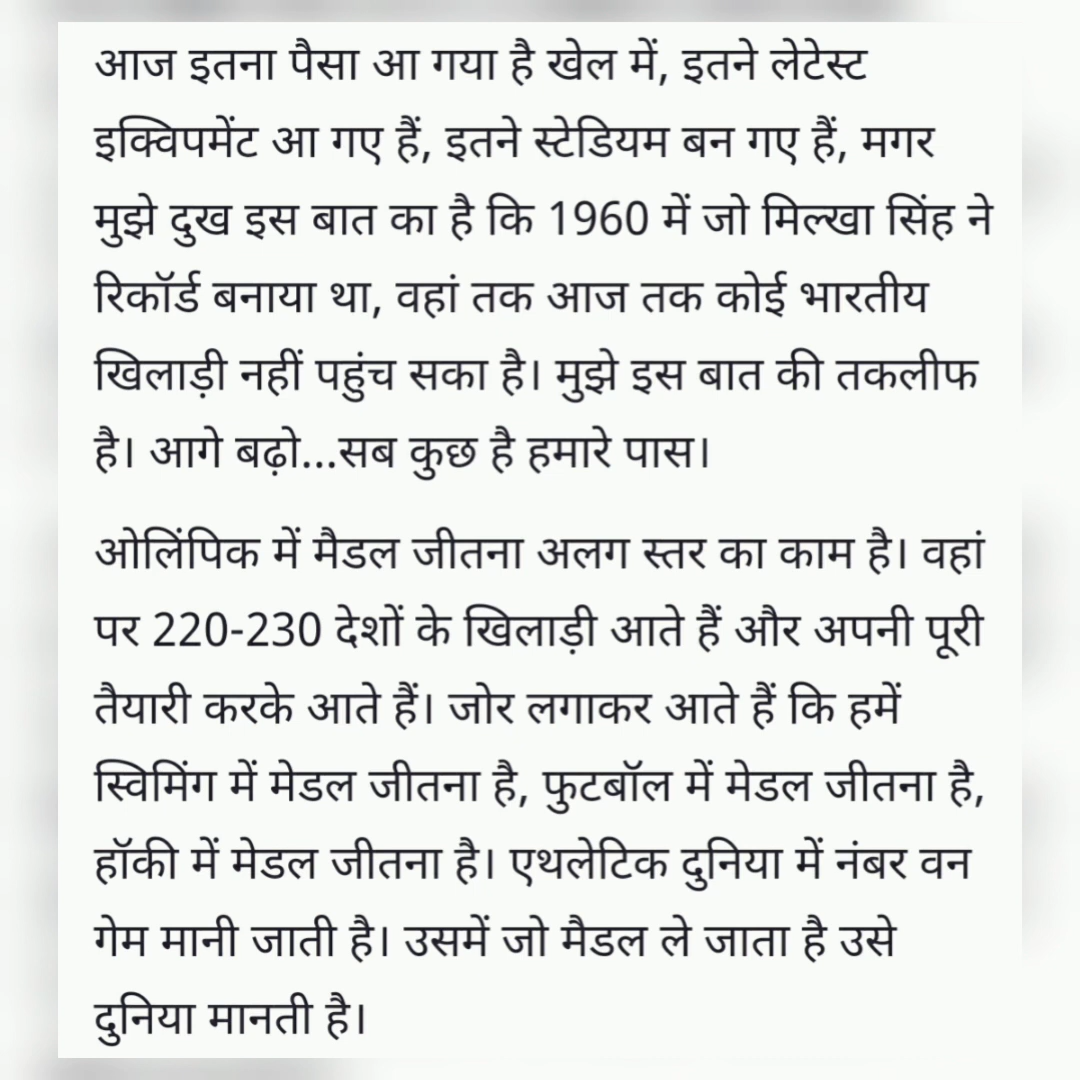 आज इतना पैसा आ गया है खेल में, इतने लेटेस्ट
इक्विपमेंट आ गए हैं, इतने स्टेडियम बन गए हैं, मगर
मुझे दुख इस बात का है कि 1960 में जो मिल्खा सिंह ने
रिकॉर्ड बनाया था, वहां तक आज तक कोई भारतीय
खिलाड़ी नहीं पहुंच सका है। मुझे इस बात की तकलीफ
है। आगे बढ़ो...सब कुछ है हमारे पास।
ओलिंपिक में मैडल जीतना अलग स्तर का काम है। वहां
पर 220-230 देशों के खिलाड़ी आते हैं और अपनी पूरी
तैयारी करके आते हैं। जोर लगाकर आते हैं कि हमें
स्विमिंग में मेडल जीतना है, फुटबॉल में मेडल जीतना है,
हॉकी में मेडल जीतना है। एथलेटिक दुनिया में नंबर वन
गेम मानी जाती है। उसमें जो मैडल ले जाता है उसे
दुनिया मानती है।